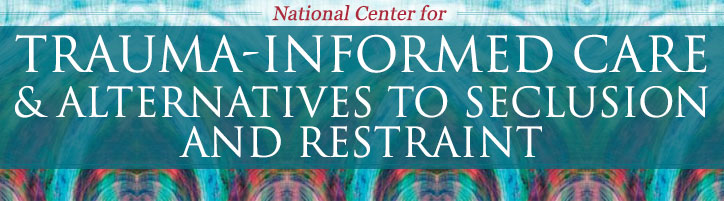 National Center for
TRAUMA-INFORMED CARE
& ALTERNATIVES TO SECLUSION
AND RESTRAINT